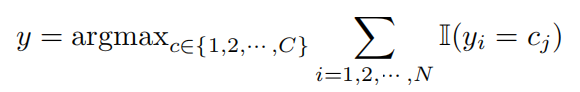 y = argmax_{c∈{1,2,⋯,C}} ∑_{i=1,2,⋯,N} 𝕀(y_i = c_j)